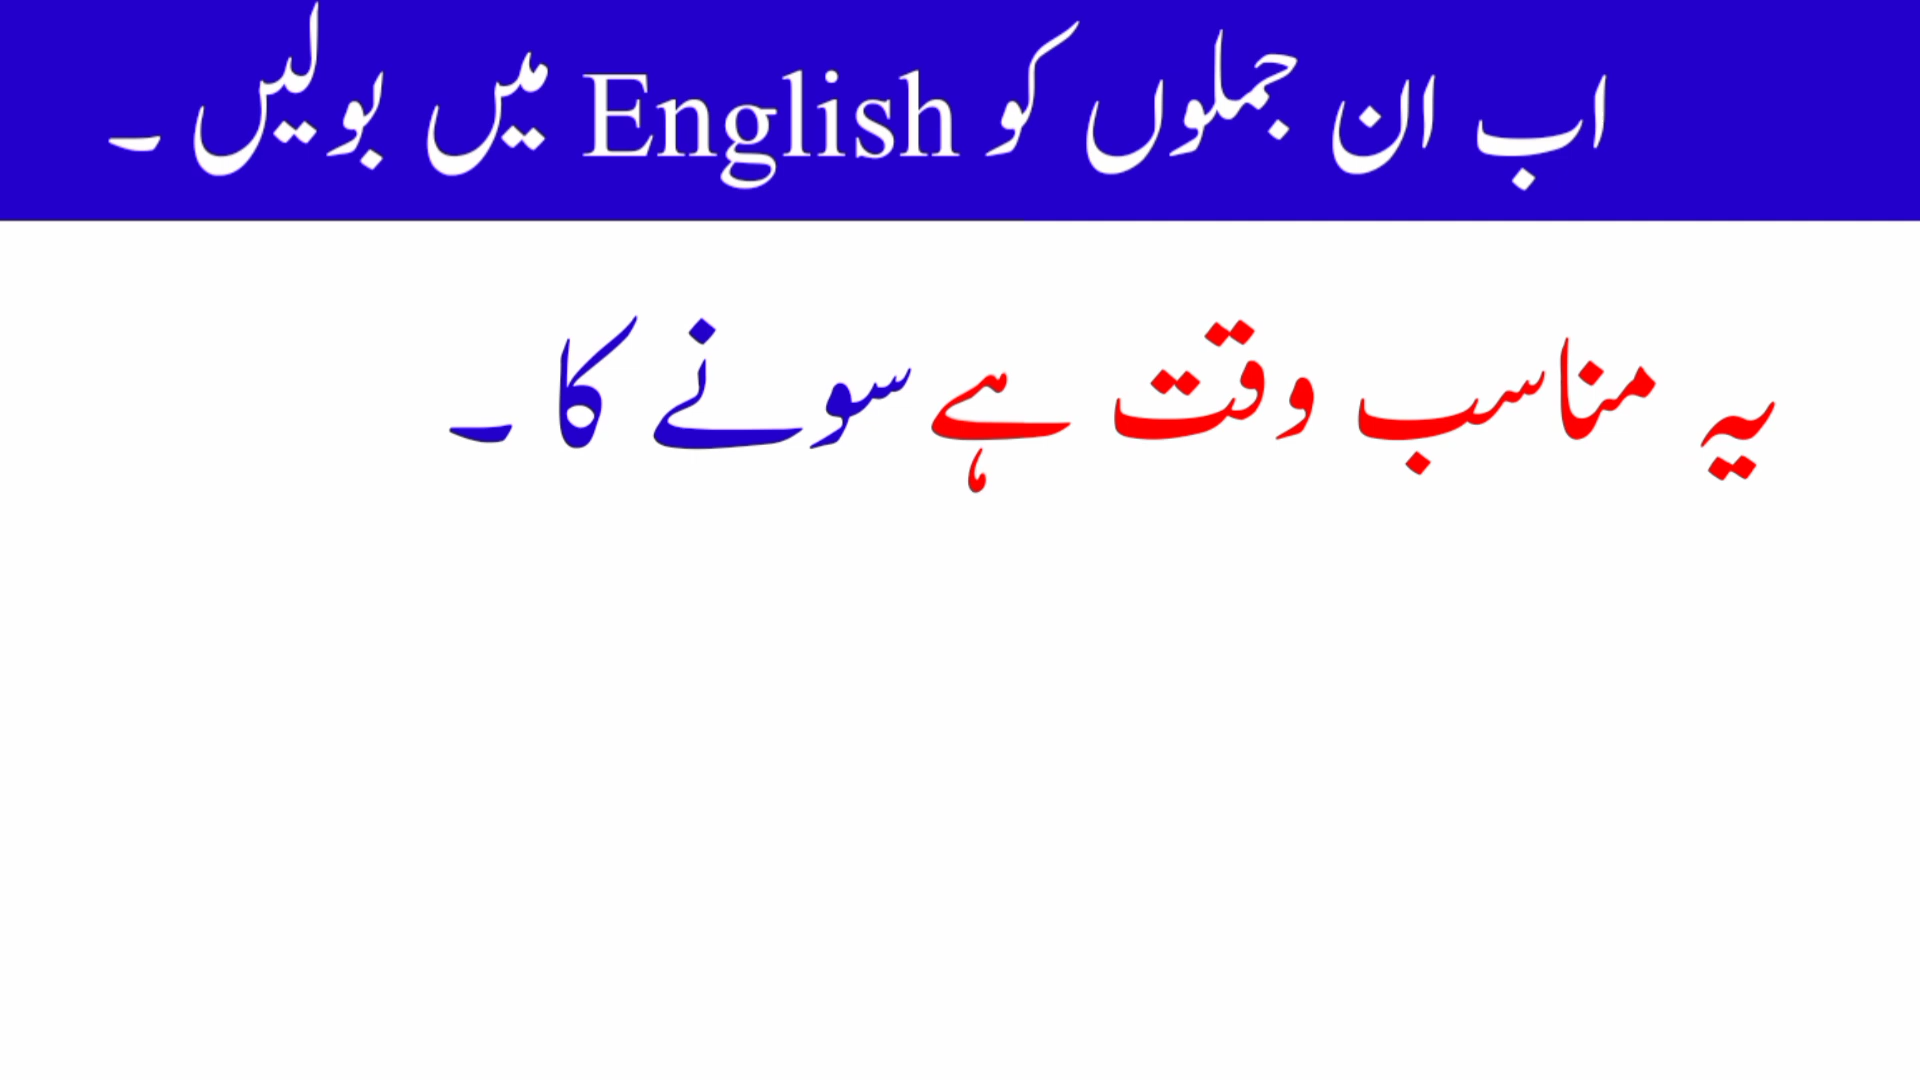 اب ان جملوں کو English میں بولیں ۔
یہ مناسب وقت ہے سونے کا ۔